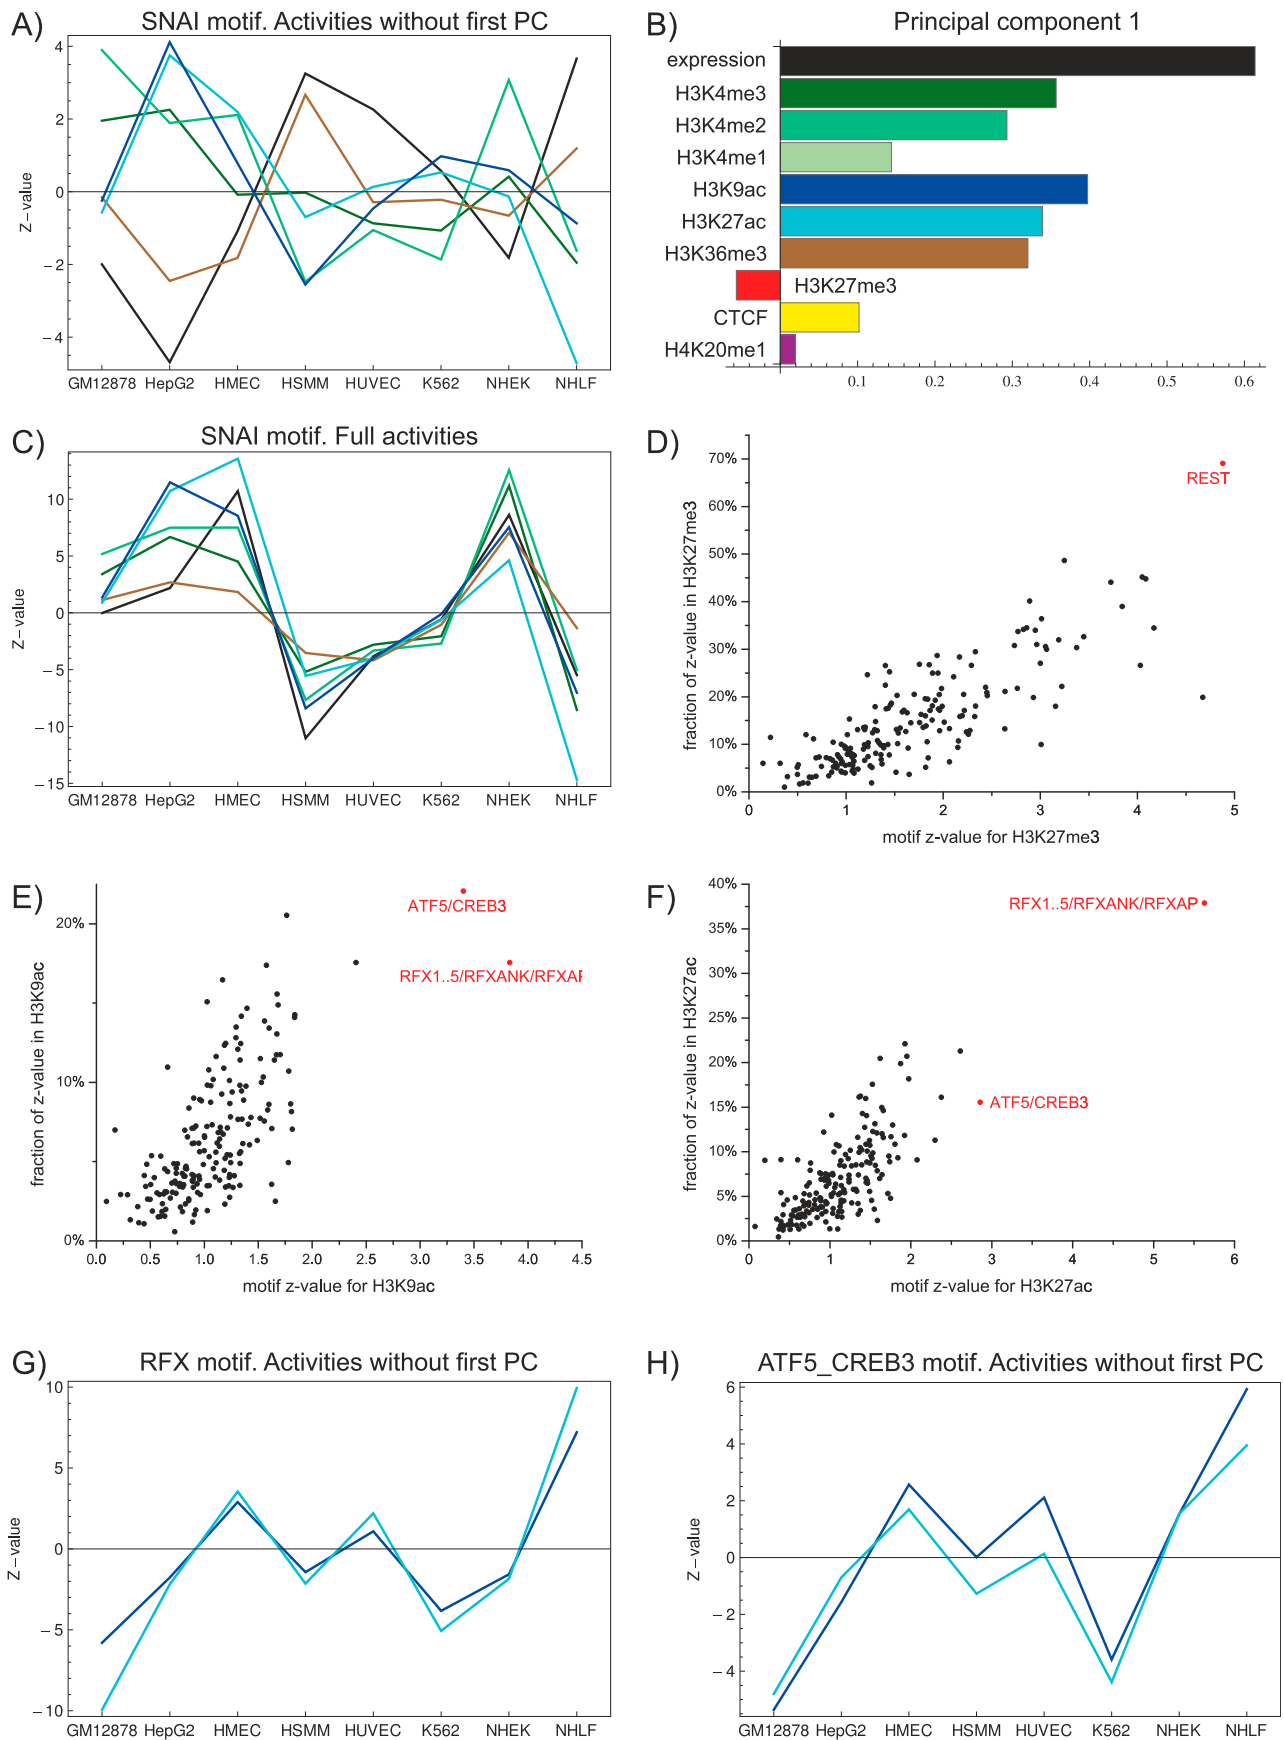 A) SNAI motif. Activities without first PC
4
2
0
−2
−4
Z−value
GM12878 HepG2 HMEC HSMM HUVEC K562 NHEK NHLF
B) Principal component 1
expression
H3K4me3
H3K4me2
H3K4me1
H3K9ac
H3K27ac
H3K36me3
H3K27me3
CTCF
H4K20me1
0.1 0.2 0.3 0.4 0.5 0.6
C) SNAI motif. Full activities
10
5
0
−5
−10
−15
Z−value
GM12878 HepG2 HMEC HSMM HUVEC K562 NHEK NHLF
D)
70%
60%
50%
40%
30%
20%
10%
0%
fraction of z-value in H3K27me3
REST
0 1 2 3 4 5
motif z-value for H3K27me3
E)
20%
10%
0%
fraction of z-value in H3K9ac
ATF5/CREB3
RFX1..5/RFXANK/RFXAP
0.0 0.5 1.0 1.5 2.0 2.5 3.0 3.5 4.0 4.5
motif z-value for H3K9ac
F)
40%
35%
30%
25%
20%
15%
10%
5%
0%
fraction of z-value in H3K27ac
RFX1..5/RFXANK/RFXAP
ATF5/CREB3
0 1 2 3 4 5 6
motif z-value for H3K27ac
G) RFX motif. Activities without first PC
10
5
0
−5
−10
Z−value
GM12878 HepG2 HMEC HSMM HUVEC K562 NHEK NHLF
H) ATF5_CREB3 motif. Activities without first PC
6
4
2
0
−2
−4
Z−value
GM12878 HepG2 HMEC HSMM HUVEC K562 NHEK NHLF